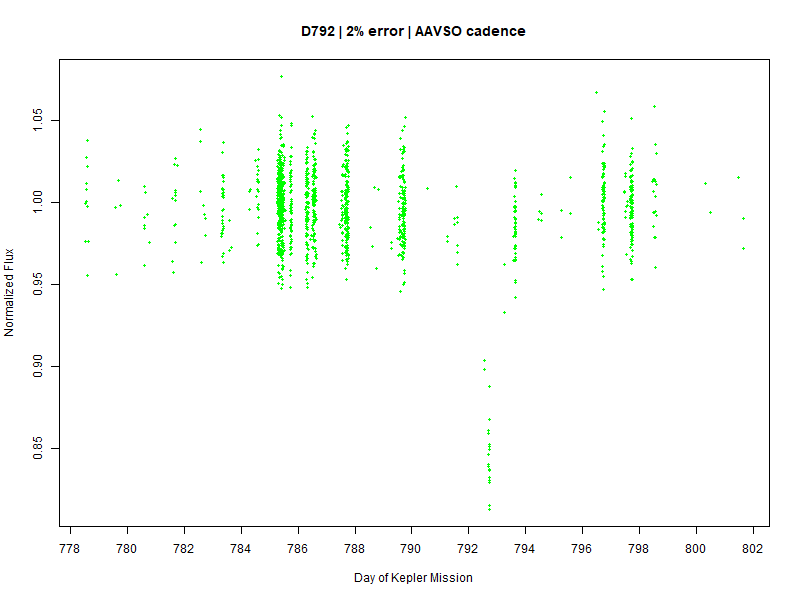 D792 | 2% error | AAVSO cadence
Normalized Flux
1.05
1.00
0.95
0.90
0.85
778 780 782 784 786 788 790 792 794 796 798 800 802
Day of Kepler Mission